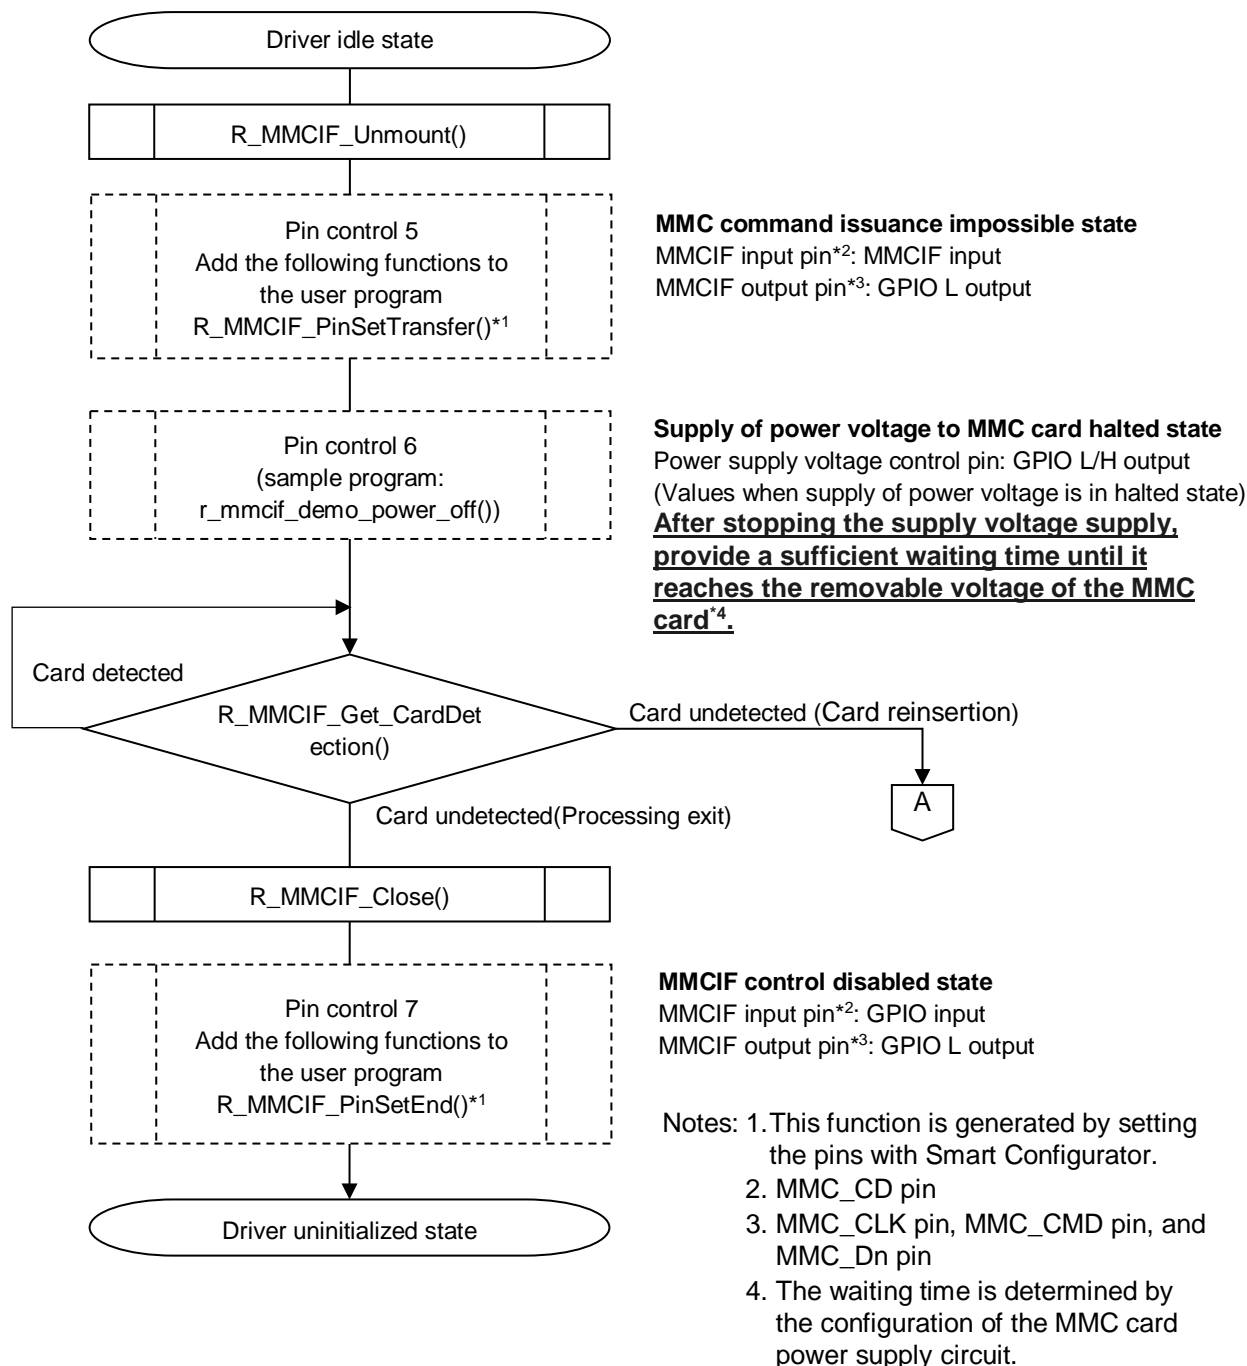 Driver idle state
R_MMCIF_Unmount()
Pin control 5
Add the following functions to
the user program
R_MMCIF_PinSetTransfer()*1
MMC command issuance impossible state
MMCIF input pin*2: MMCIF input
MMCIF output pin*3: GPIO L output
Pin control 6
(sample program:
r_mmcif_demo_power_off())
Supply of power voltage to MMC card halted state
Power supply voltage control pin: GPIO L/H output
(Values when supply of power voltage is in halted state)
After stopping the supply voltage supply,
provide a sufficient waiting time until it
reaches the removable voltage of the MMC
card*4.
Card detected
R_MMCIF_Get_CardDet
ection()
Card undetected (Card reinsertion)
A
Card undetected(Processing exit)
R_MMCIF_Close()
Pin control 7
Add the following functions to
the user program
R_MMCIF_PinSetEnd()*1
MMCIF control disabled state
MMCIF input pin*2: GPIO input
MMCIF output pin*3: GPIO L output
Driver uninitialized state
Notes: 1. This function is generated by setting
the pins with Smart Configurator.
2. MMC_CD pin
3. MMC_CLK pin, MMC_CMD pin, and
MMC_Dn pin
4. The waiting time is determined by
the configuration of the MMC card
power supply circuit.